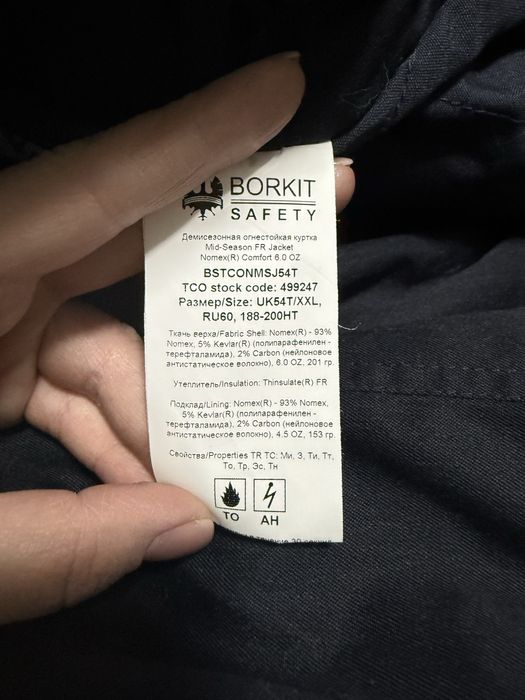 BORKIT
SAFETY
Демисезонная огнестойкая куртка
Mid-Season FR Jacket
Nomex(R) Comfort 6.0 OZ
BSTCONMSJ54T
TCO stock code: 499247
Размер/Size: UK54T/XXL,
RU60, 188-200HT
Ткань верха/Fabric Shell: Nomex(R) - 93%
Nomex, 5% Kevlar(R) (полипарафенилен -
терефталамида), 2% Carbon (нейлоновое
антистатическое волокно), 6.0 OZ, 201 гр.
Утеплитель/Insulation: Thinsulate(R) FR
Подклад/Lining: Nomex(R) - 93% Nomex,
5% Kevlar(R) (полипарафенилен -
терефталамида), 2% Carbon (нейлоновое
антистатическое волокно), 4.5 OZ, 153 гр.
Свойства/Properties TR TC: Ми, З, Ти, Тт,
То, Тр, Эс, Тн
ТО АН